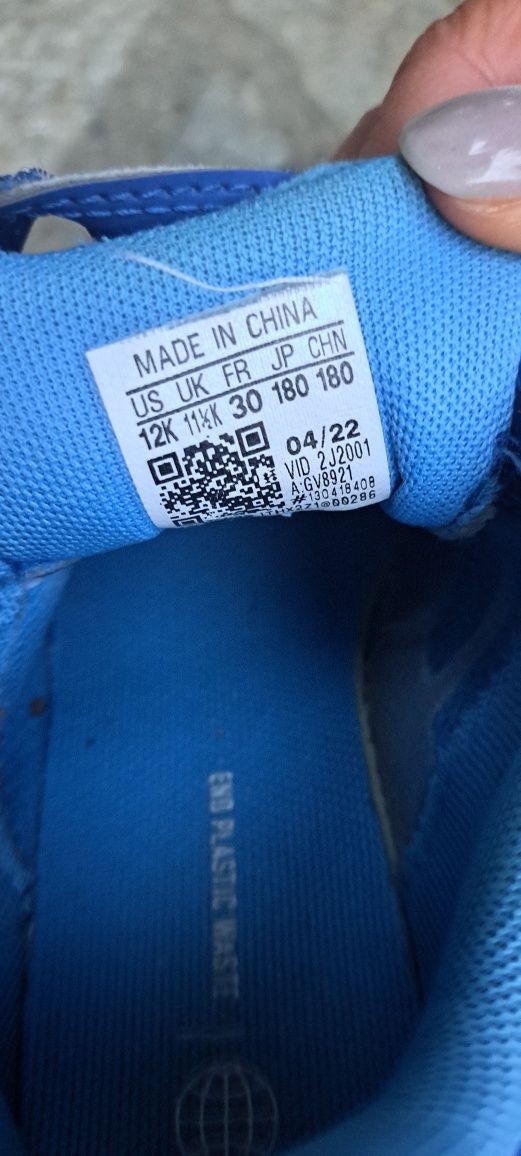 MADE IN CHINA
US UK FR JP CHN
12K 11½K 30 180 180
04/22
VID 2J2001
A:GV8921
#130418408
END PLASTIC WASTE